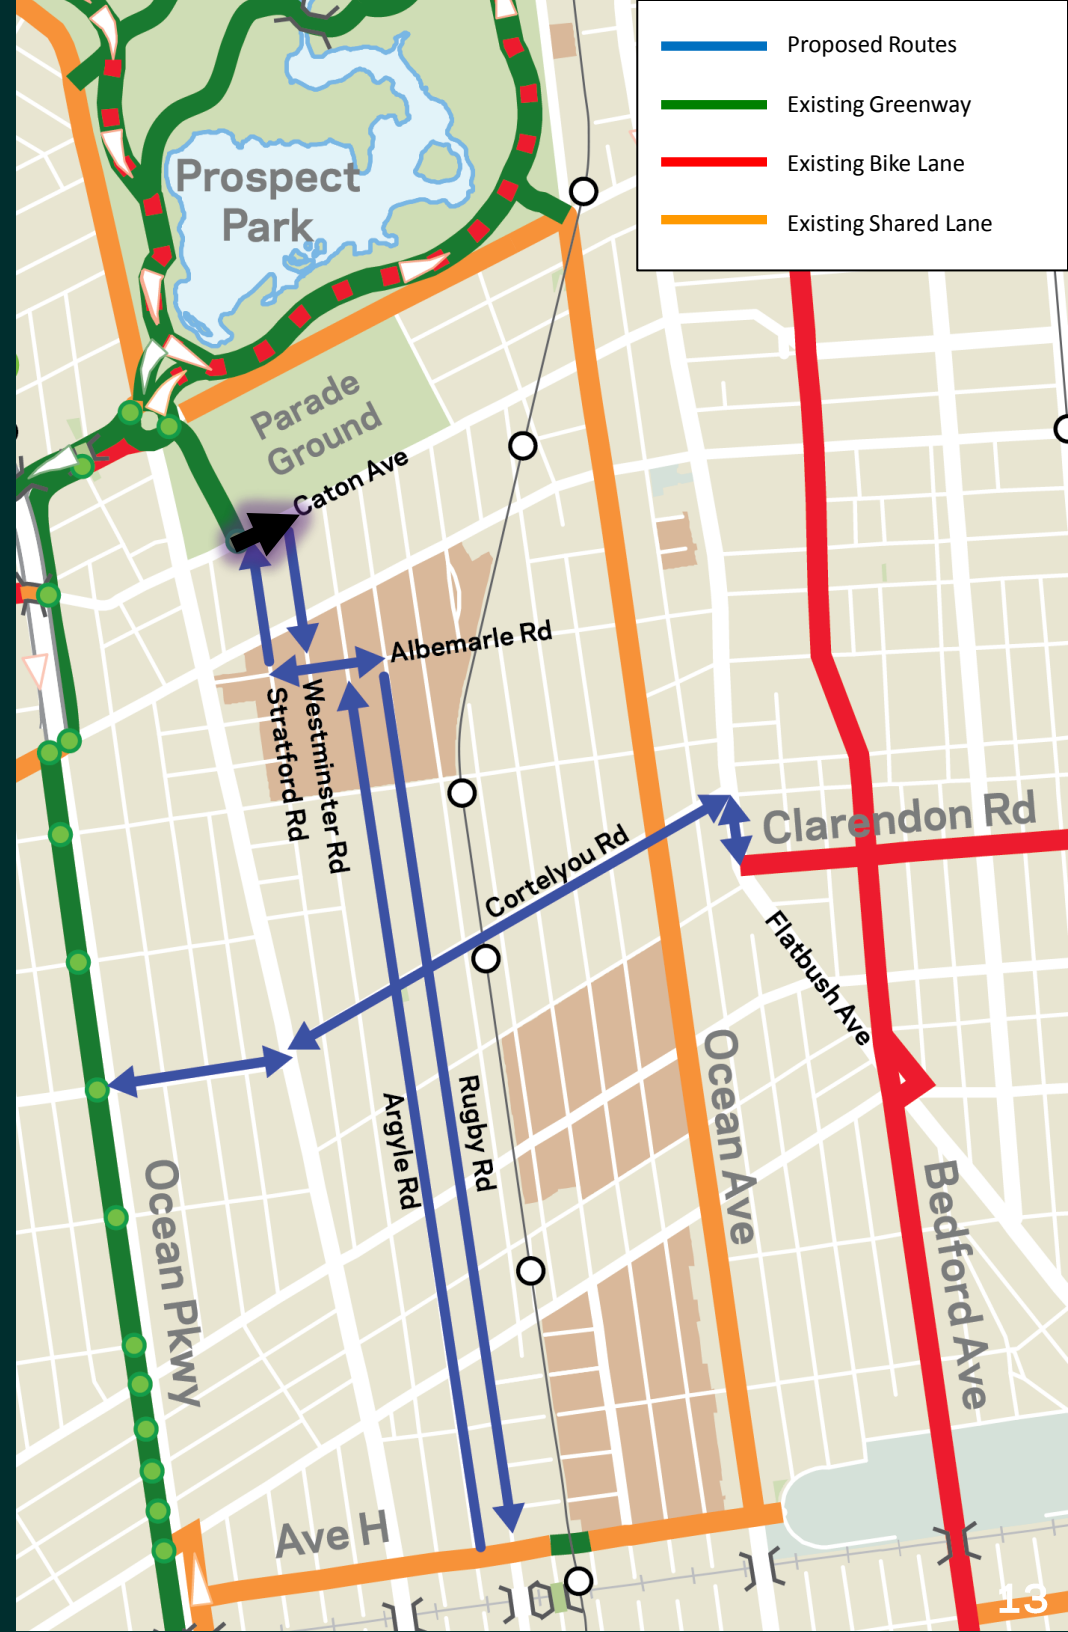 Proposed Routes
Existing Greenway
Existing Bike Lane
Existing Shared Lane
Prospect
Park
Parade
Ground
Caton Ave
Albemarle Rd
Stratford Rd
Westminster Rd
Clarendon Rd
Cortelyou Rd
Flatbush Ave
Ocean Ave
Rugby Rd
Argyle Rd
Ocean Pkwy
Bedford Ave
Ave H
13